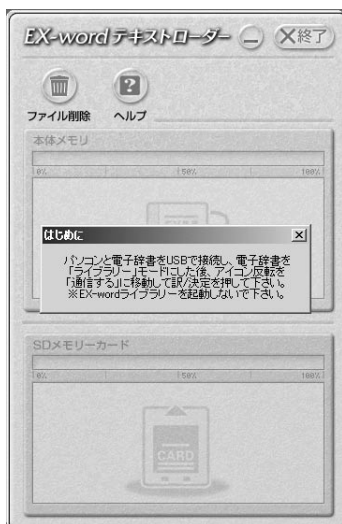 EX-word テキストローダー
終了
ファイル削除 ヘルプ
本体メモリ
0% 50% 100%
はじめに
パソコンと電子辞書をUSBで接続し、電子辞書を
「ライブラリー」モードにした後、アイコン反転を
「通信する」に移動して訳/決定を押して下さい。
※EX-wordライブラリーを起動しないで下さい。
SDメモリーカード
0% 50% 100%
CARD